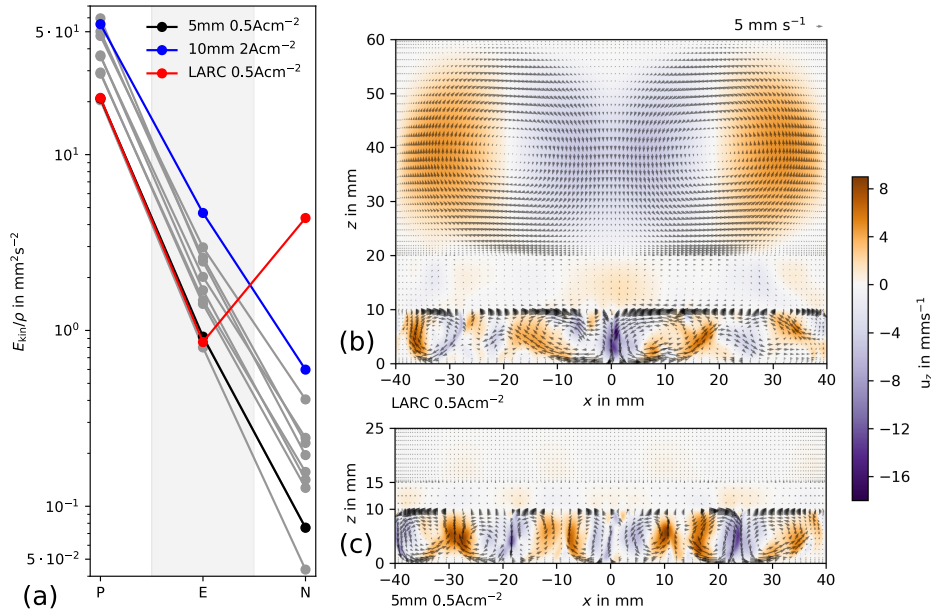 5·10¹
10¹
10⁰
10⁻¹
5·10⁻²
E_kin/ρ in mm²s⁻²
P E N
5mm 0.5Acm⁻²
10mm 2Acm⁻²
LARC 0.5Acm⁻²
(a)
5 mm s⁻¹
60
50
40
30
20
10
0
z in mm
(b)
−40 −30 −20 −10 0 10 20 30 40
LARC 0.5Acm⁻²
x in mm
25
15
10
0
z in mm
(c)
−40 −30 −20 −10 0 10 20 30 40
5mm 0.5Acm⁻²
x in mm
8
4
0
-4
-8
-12
-16
u_z in mms⁻¹